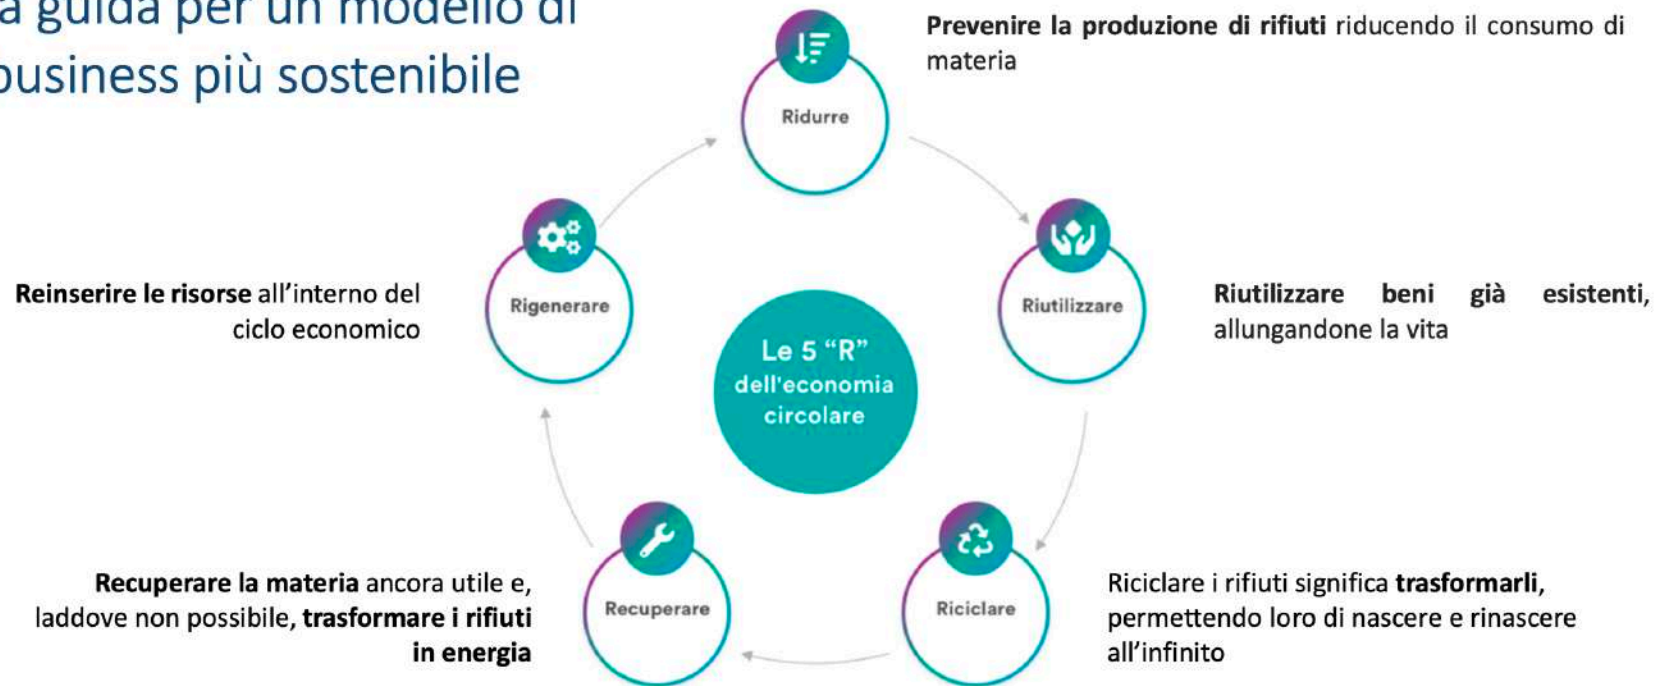 a guida per un modello di
business più sostenibile
Prevenire la produzione di rifiuti riducendo il consumo di
materia
Ridurre
Rigenerare
Reinserire le risorse all'interno del
ciclo economico
Riutilizzare
Riutilizzare beni già esistenti,
allungandone la vita
Le 5 "R"
dell'economia
circolare
Recuperare la materia ancora utile e,
laddove non possibile, trasformare i rifiuti
in energia
Recuperare
Riciclare
Riciclare i rifiuti significa trasformarli,
permettendo loro di nascere e rinascere
all'infinito